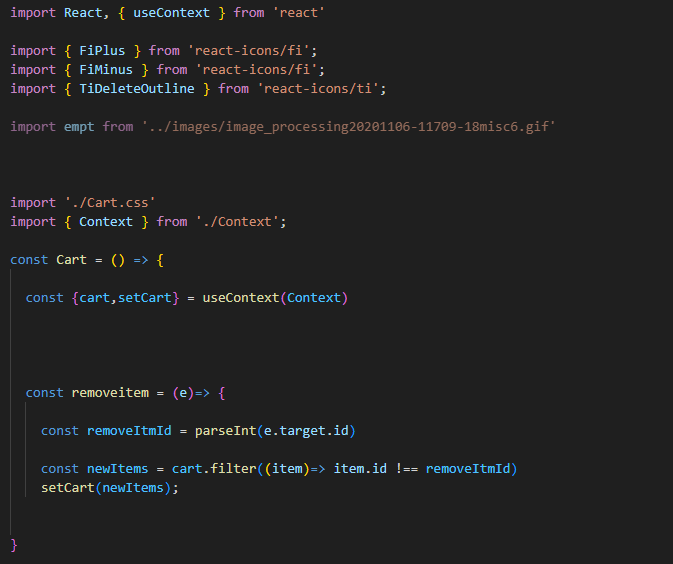 import React, { useContext } from 'react'
import { FiPlus } from 'react-icons/fi';
import { FiMinus } from 'react-icons/fi';
import { TiDeleteOutline } from 'react-icons/ti';
import empt from '../images/image_processing20201106-11709-18misc6.gif'
import './Cart.css'
import { Context } from './Context';
const Cart = () => {
const {cart,setCart} = useContext(Context)
const removeitem = (e)=> {
const removeItmId = parseInt(e.target.id)
const newItems = cart.filter((item)=> item.id !== removeItmId)
setCart(newItems);
}